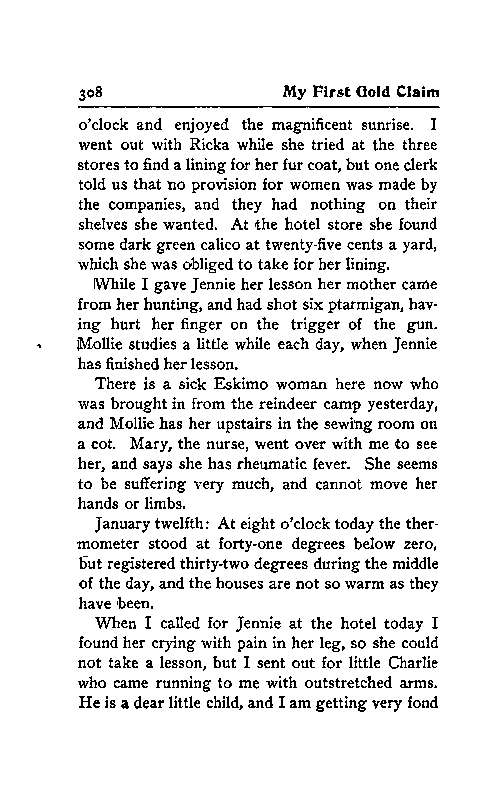 308 My First Gold Claim
o'clock and enjoyed the magnificent sunrise. I
went out with Ricka while she tried at the three
stores to find a lining for her fur coat, but one clerk
told us that no provision for women was made by
the companies, and they had nothing on their
shelves she wanted. At the hotel store she found
some dark green calico at twenty-five cents a yard,
which she was obliged to take for her lining.
While I gave Jennie her lesson her mother came
from her hunting, and had shot six ptarmigan, hav-
ing hurt her finger on the trigger of the gun.
Mollie studies a little while each day, when Jennie
has finished her lesson.
There is a sick Eskimo woman here now who
was brought in from the reindeer camp yesterday,
and Mollie has her upstairs in the sewing room on
a cot. Mary, the nurse, went over with me to see
her, and says she has rheumatic fever. She seems
to be suffering very much, and cannot move her
hands or limbs.
January twelfth: At eight o'clock today the ther-
mometer stood at forty-one degrees below zero,
but registered thirty-two degrees during the middle
of the day, and the houses are not so warm as they
have been.
When I called for Jennie at the hotel today I
found her crying with pain in her leg, so she could
not take a lesson, but I sent out for little Charlie
who came running to me with outstretched arms.
He is a dear little child, and I am getting very fond